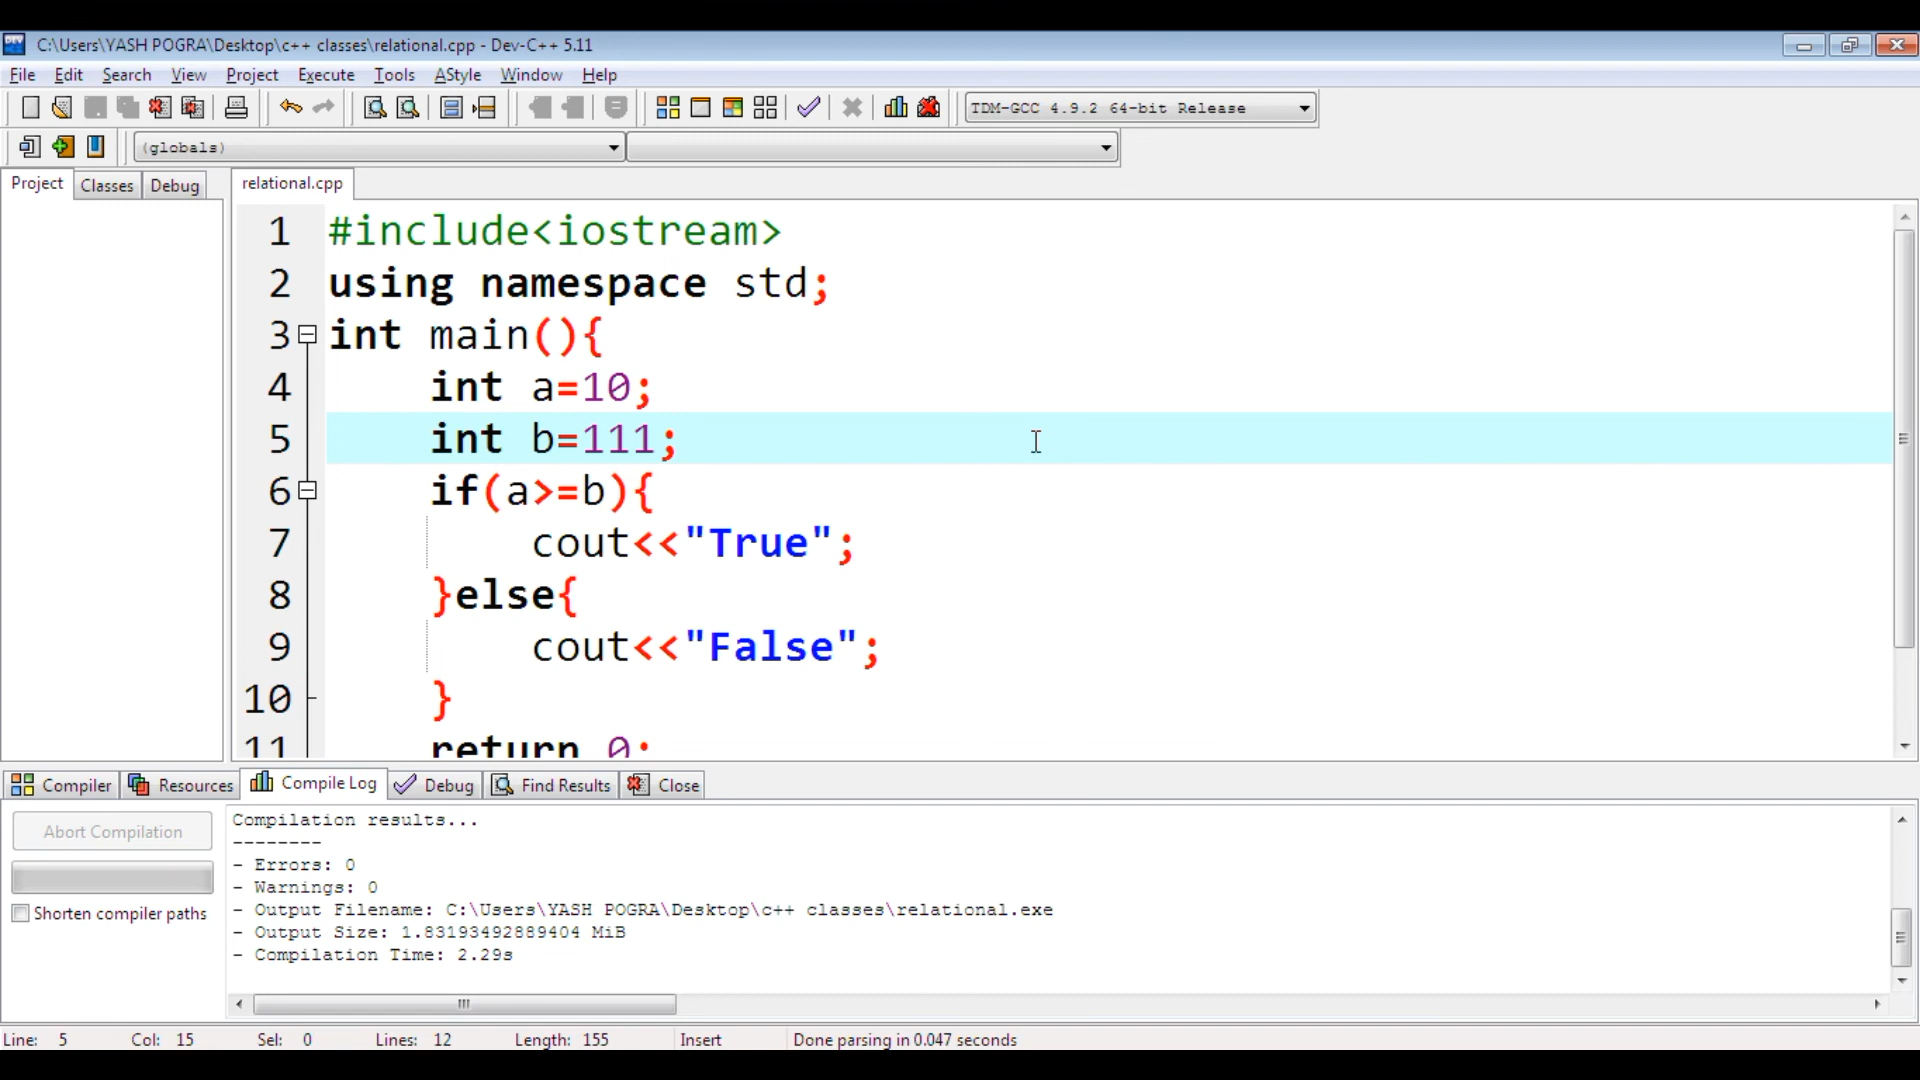 C:\Users\YASH POGRA\Desktop\c++ classes\relational.cpp - Dev-C++ 5.11
File Edit Search View Project Execute Tools AStyle Window Help
TDM-GCC 4.9.2 64-bit Release
(globals)
Project Classes Debug relational.cpp
1 #include<iostream>
2 using namespace std;
3 int main(){
4 int a=10;
5 int b=111;
6 if(a>=b){
7 cout<<"True";
8 }else{
9 cout<<"False";
10 }
11 return 0;
Compiler Resources Compile Log Debug Find Results Close
Abort Compilation
Shorten compiler paths
Compilation results...
--------
- Errors: 0
- Warnings: 0
- Output Filename: C:\Users\YASH POGRA\Desktop\c++ classes\relational.exe
- Output Size: 1.83193492889404 MiB
- Compilation Time: 2.29s
Line: 5 Col: 15 Sel: 0 Lines: 12 Length: 155 Insert Done parsing in 0.047 seconds